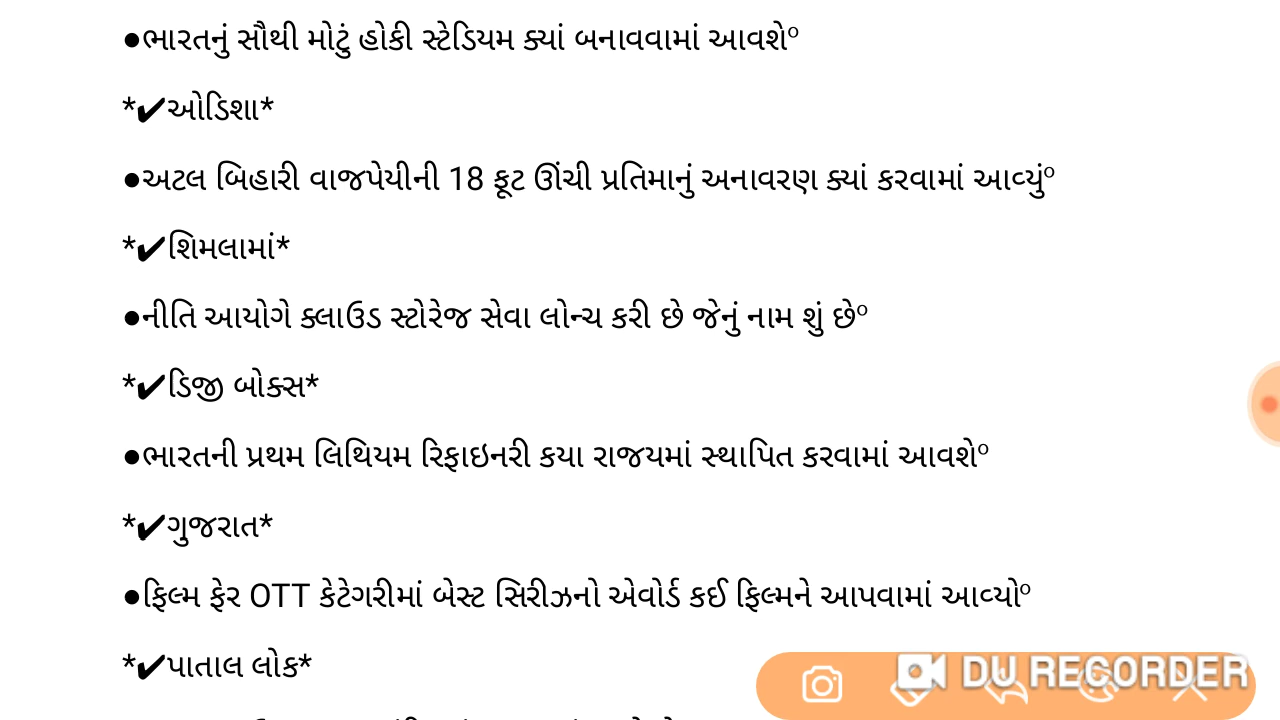 ●ભારતનું સૌથી મોટું હોકી સ્ટેડિયમ ક્યાં બનાવવામાં આવશેº
*✔ઓડિશા*
●અટલ બિહારી વાજપેયીની 18 ફૂટ ઊંચી પ્રતિમાનું અનાવરણ ક્યાં કરવામાં આવ્યુંº
*✔શિમલામાં*
●નીતિ આયોગે ક્લાઉડ સ્ટોરેજ સેવા લોન્ચ કરી છે જેનું નામ શું છેº
*✔ડિજી બોક્સ*
●ભારતની પ્રથમ લિથિયમ રિફાઇનરી કયા રાજયમાં સ્થાપિત કરવામાં આવશેº
*✔ગુજરાત*
●ફિલ્મ ફેર OTT કેટેગરીમાં બેસ્ટ સિરીઝનો એવોર્ડ કઈ ફિલ્મને આપવામાં આવ્યોº
*✔પાતાલ લોક*
DU RECORDER